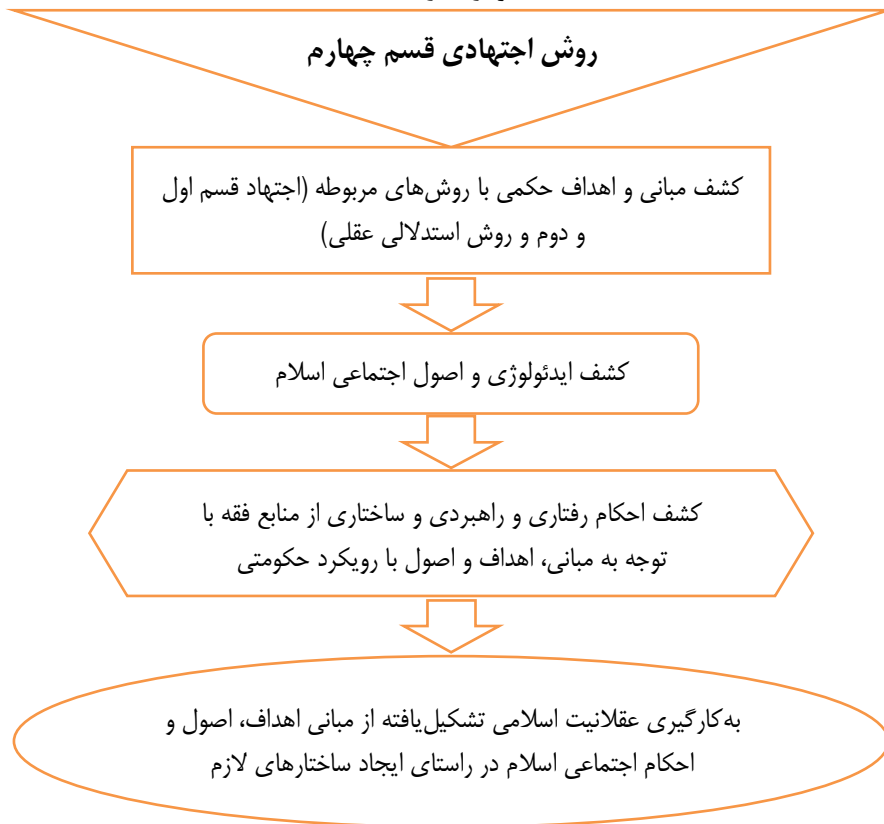 روش اجتهادی قسم چهارم
کشف مبانی و اهداف حکمی با روش‌های مربوطه (اجتهاد قسم اول
و دوم و روش استدلالی عقلی)
کشف ایدئولوژی و اصول اجتماعی اسلام
کشف احکام رفتاری و راهبردی و ساختاری از منابع فقه با
توجه به مبانی، اهداف و اصول با رویکرد حکومتی
به‌کارگیری عقلانیت اسلامی تشکیل‌یافته از مبانی اهداف، اصول و
احکام اجتماعی اسلام در راستای ایجاد ساختارهای لازم